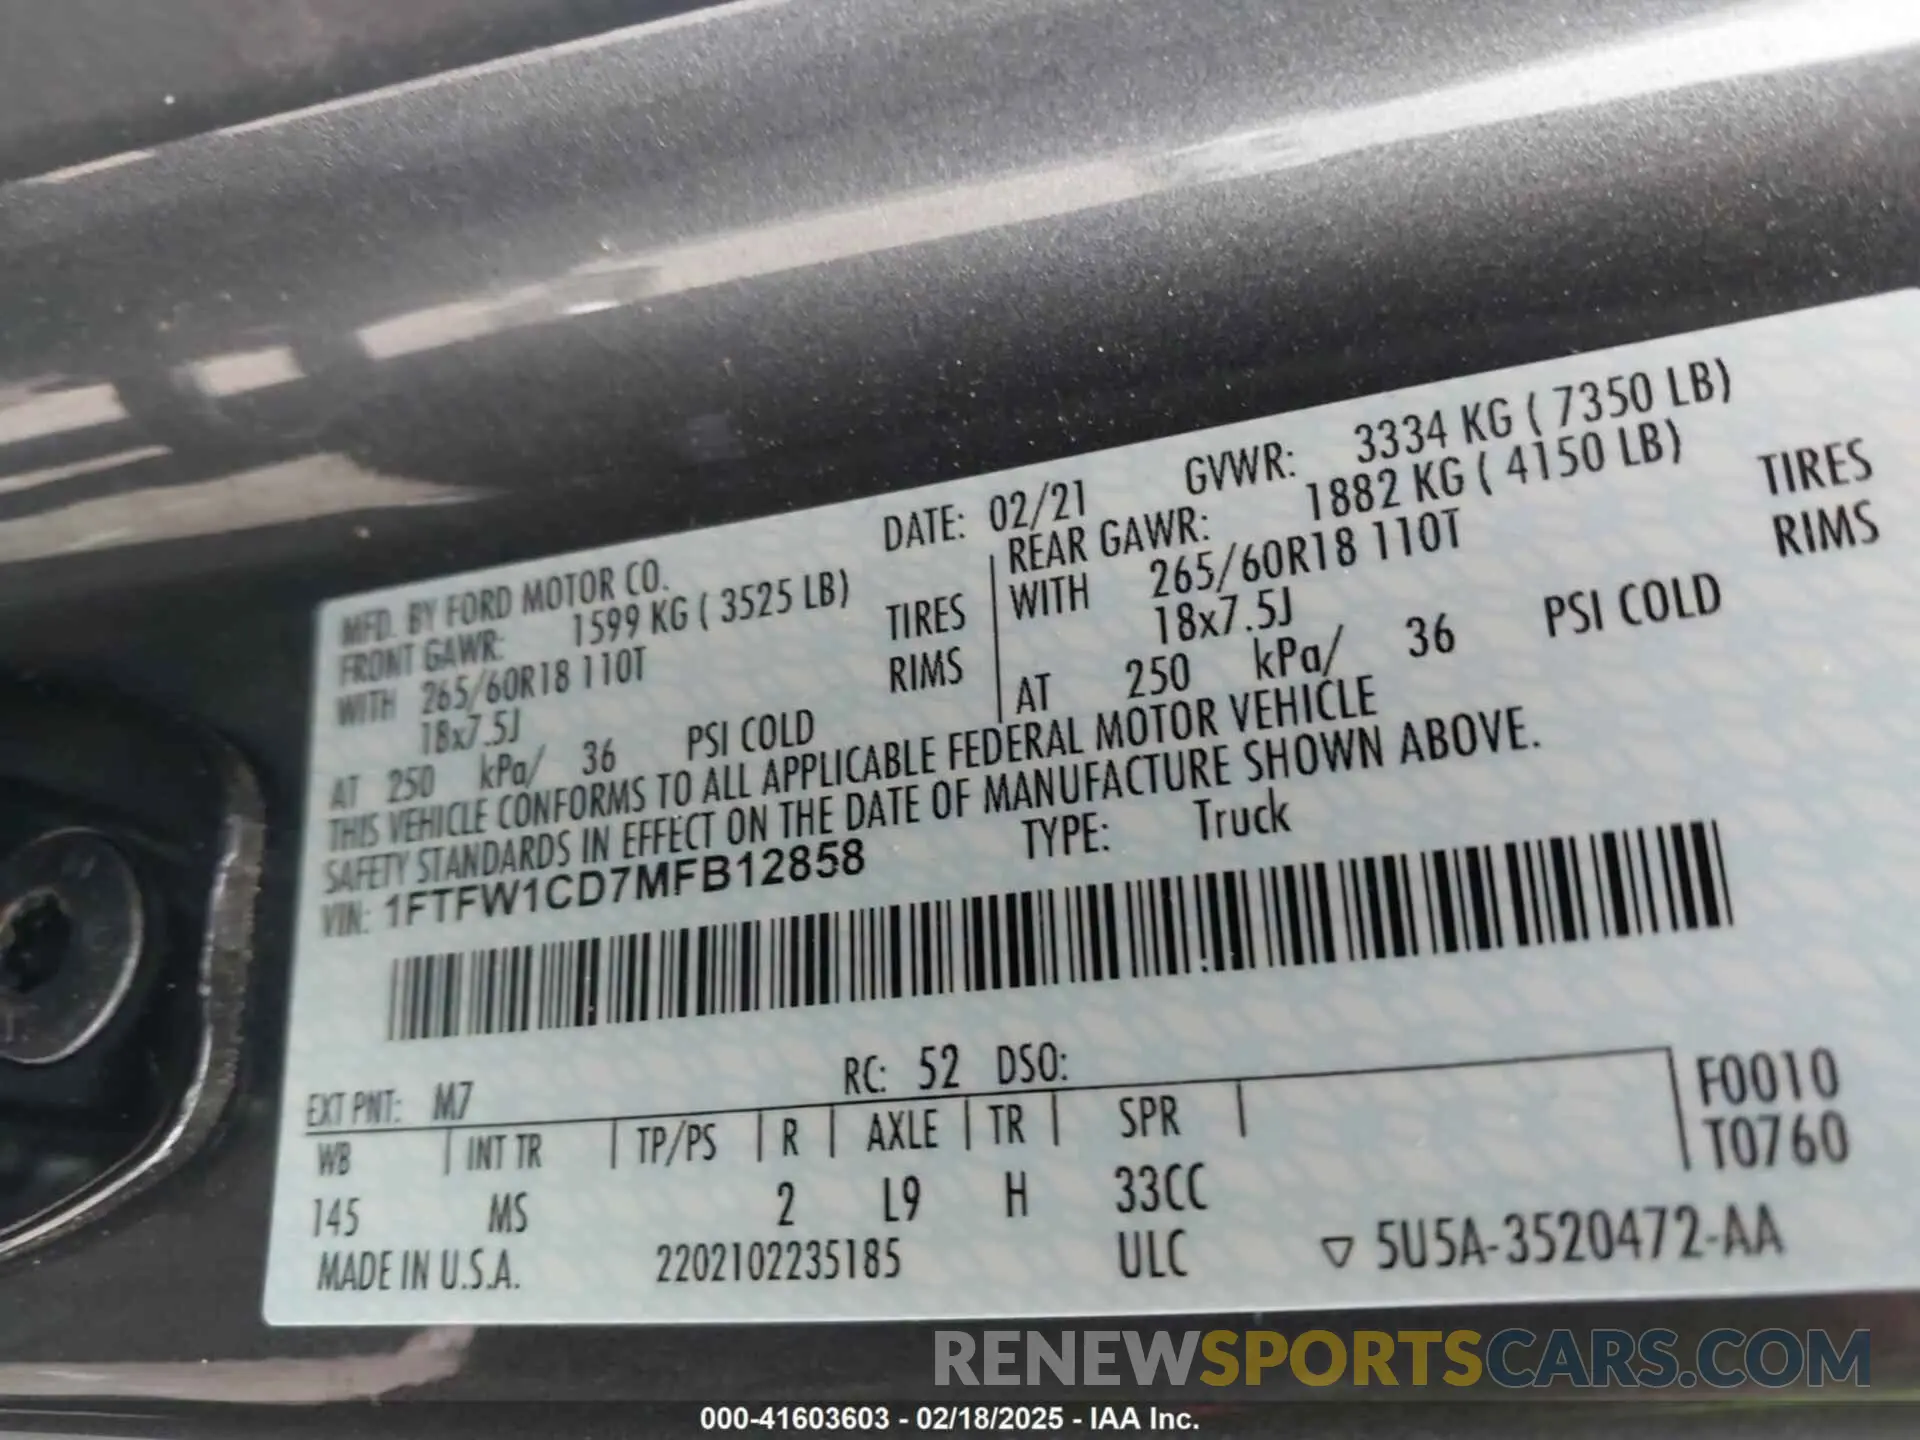 MFD. BY FORD MOTOR CO. DATE: 02/21 GVWR: 3334 KG ( 7350 LB)
FRONT GAWR: 1599 KG ( 3525 LB) REAR GAWR: 1882 KG ( 4150 LB)
WITH 265/60R18 110T TIRES WITH 265/60R18 110T TIRES
18x7.5J RIMS 18x7.5J RIMS
AT 250 kPa/ 36 PSI COLD AT 250 kPa/ 36 PSI COLD
THIS VEHICLE CONFORMS TO ALL APPLICABLE FEDERAL MOTOR VEHICLE
SAFETY STANDARDS IN EFFECT ON THE DATE OF MANUFACTURE SHOWN ABOVE.
VIN: 1FTFW1CD7MFB12858 TYPE: Truck
EXT PNT: M7 RC: 52 DSO: F0010
WB INT TR TP/PS R AXLE TR SPR T0760
145 MS 2 L9 H 33CC
MADE IN U.S.A. 2202102235185 ULC ▽ 5U5A-3520472-AA
RENEWSPORTSCARS.COM
000-41603603 - 02/18/2025 - IAA Inc.